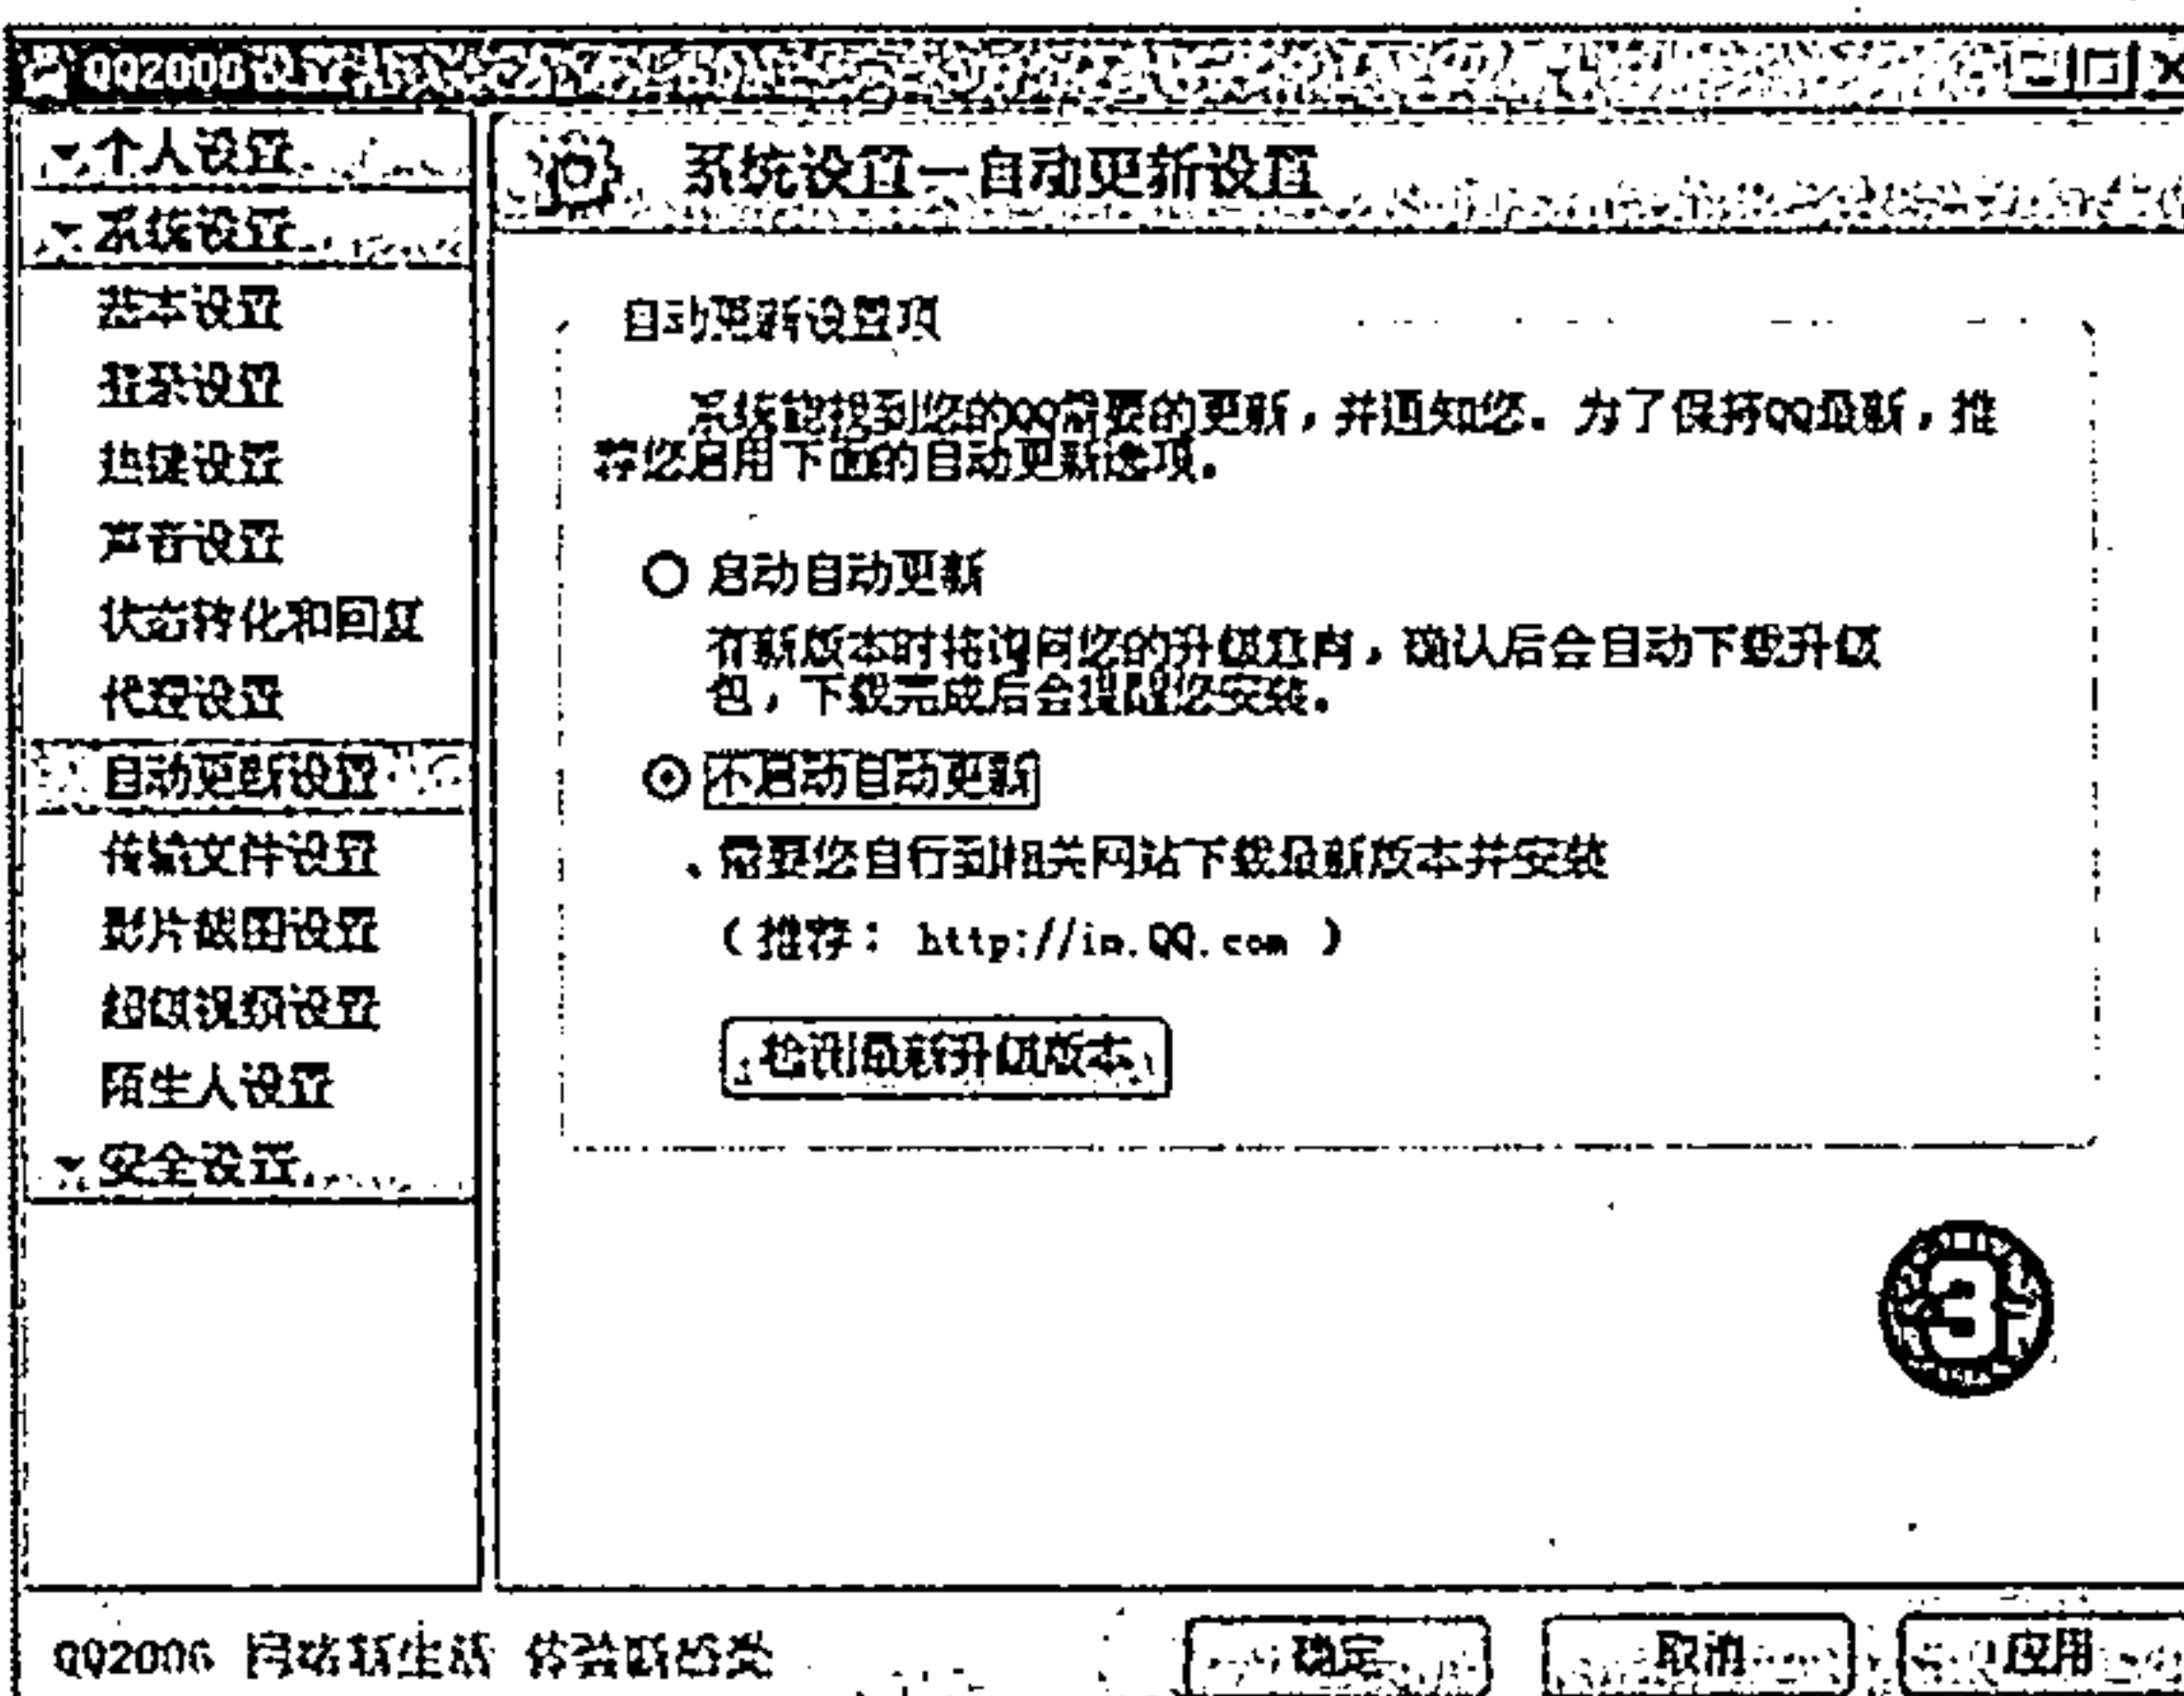 QQ2006设置
个人设置
系统设置
基本设置
登录设置
热键设置
声音设置
状态转化和回复
代理设置
自动更新设置
传输文件设置
影片截图设置
超级视频设置
陌生人设置
安全设置
系统设置-自动更新设置
自动更新设置项
系统能找到您的QQ需要的更新，并通知您。为了保持QQ最新，推
荐您启用下面的自动更新选项。
启动自动更新
有新版本时将询问您的升级意向，确认后会自动下载升级
包，下载完成后会提醒您安装。
不启动自动更新
需要您自行到相关网站下载最新版本并安装
（推荐： http://im.QQ.com ）
检测最新升级版本
3
QQ2006 网络新生活 体验新感受
确定 取消 应用